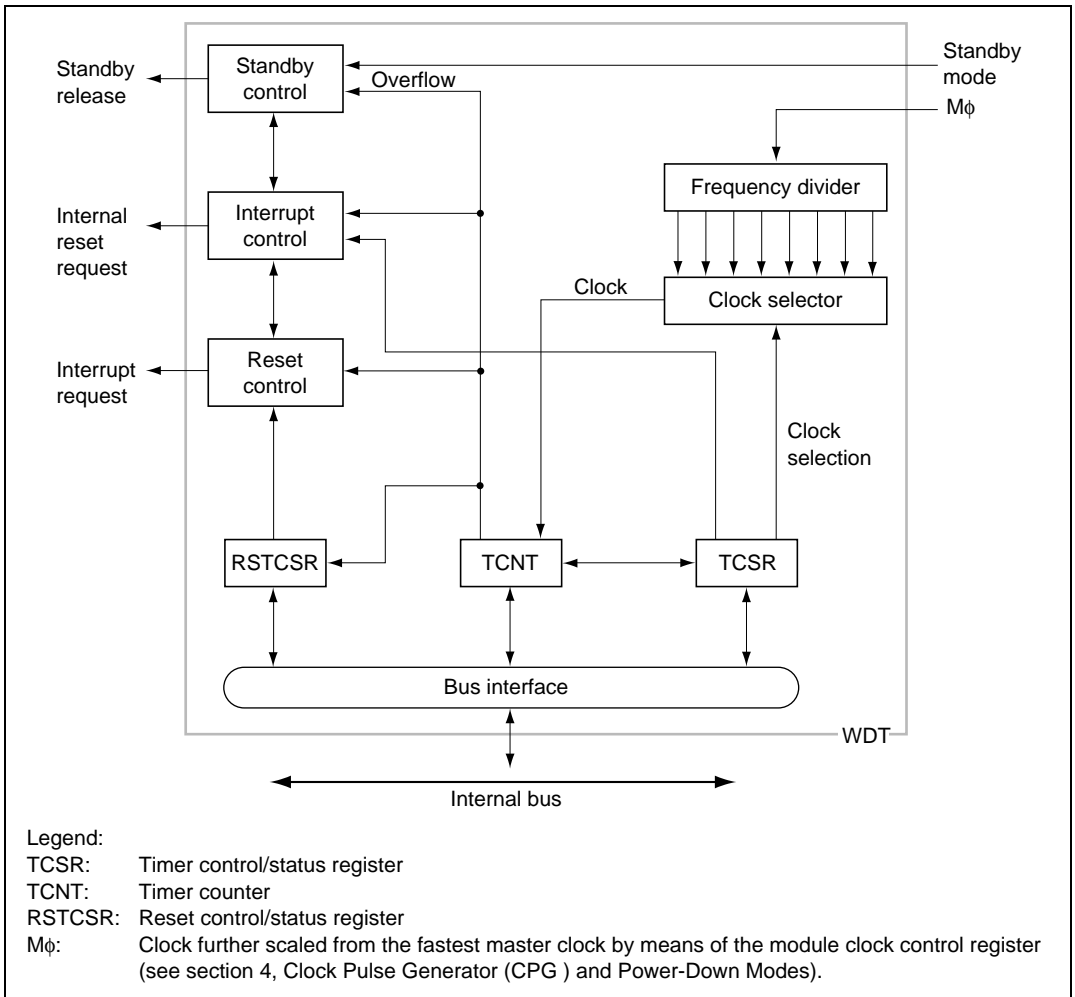 Standby
control
Standby
release
Overflow
Standby
mode
Mϕ
Frequency divider
Interrupt
control
Internal
reset
request
Clock
Clock selector
Reset
control
Interrupt
request
Clock
selection
RSTCSR
TCNT
TCSR
Bus interface
WDT
Internal bus
Legend:
TCSR: Timer control/status register
TCNT: Timer counter
RSTCSR: Reset control/status register
Mϕ: Clock further scaled from the fastest master clock by means of the module clock control register
(see section 4, Clock Pulse Generator (CPG ) and Power-Down Modes).